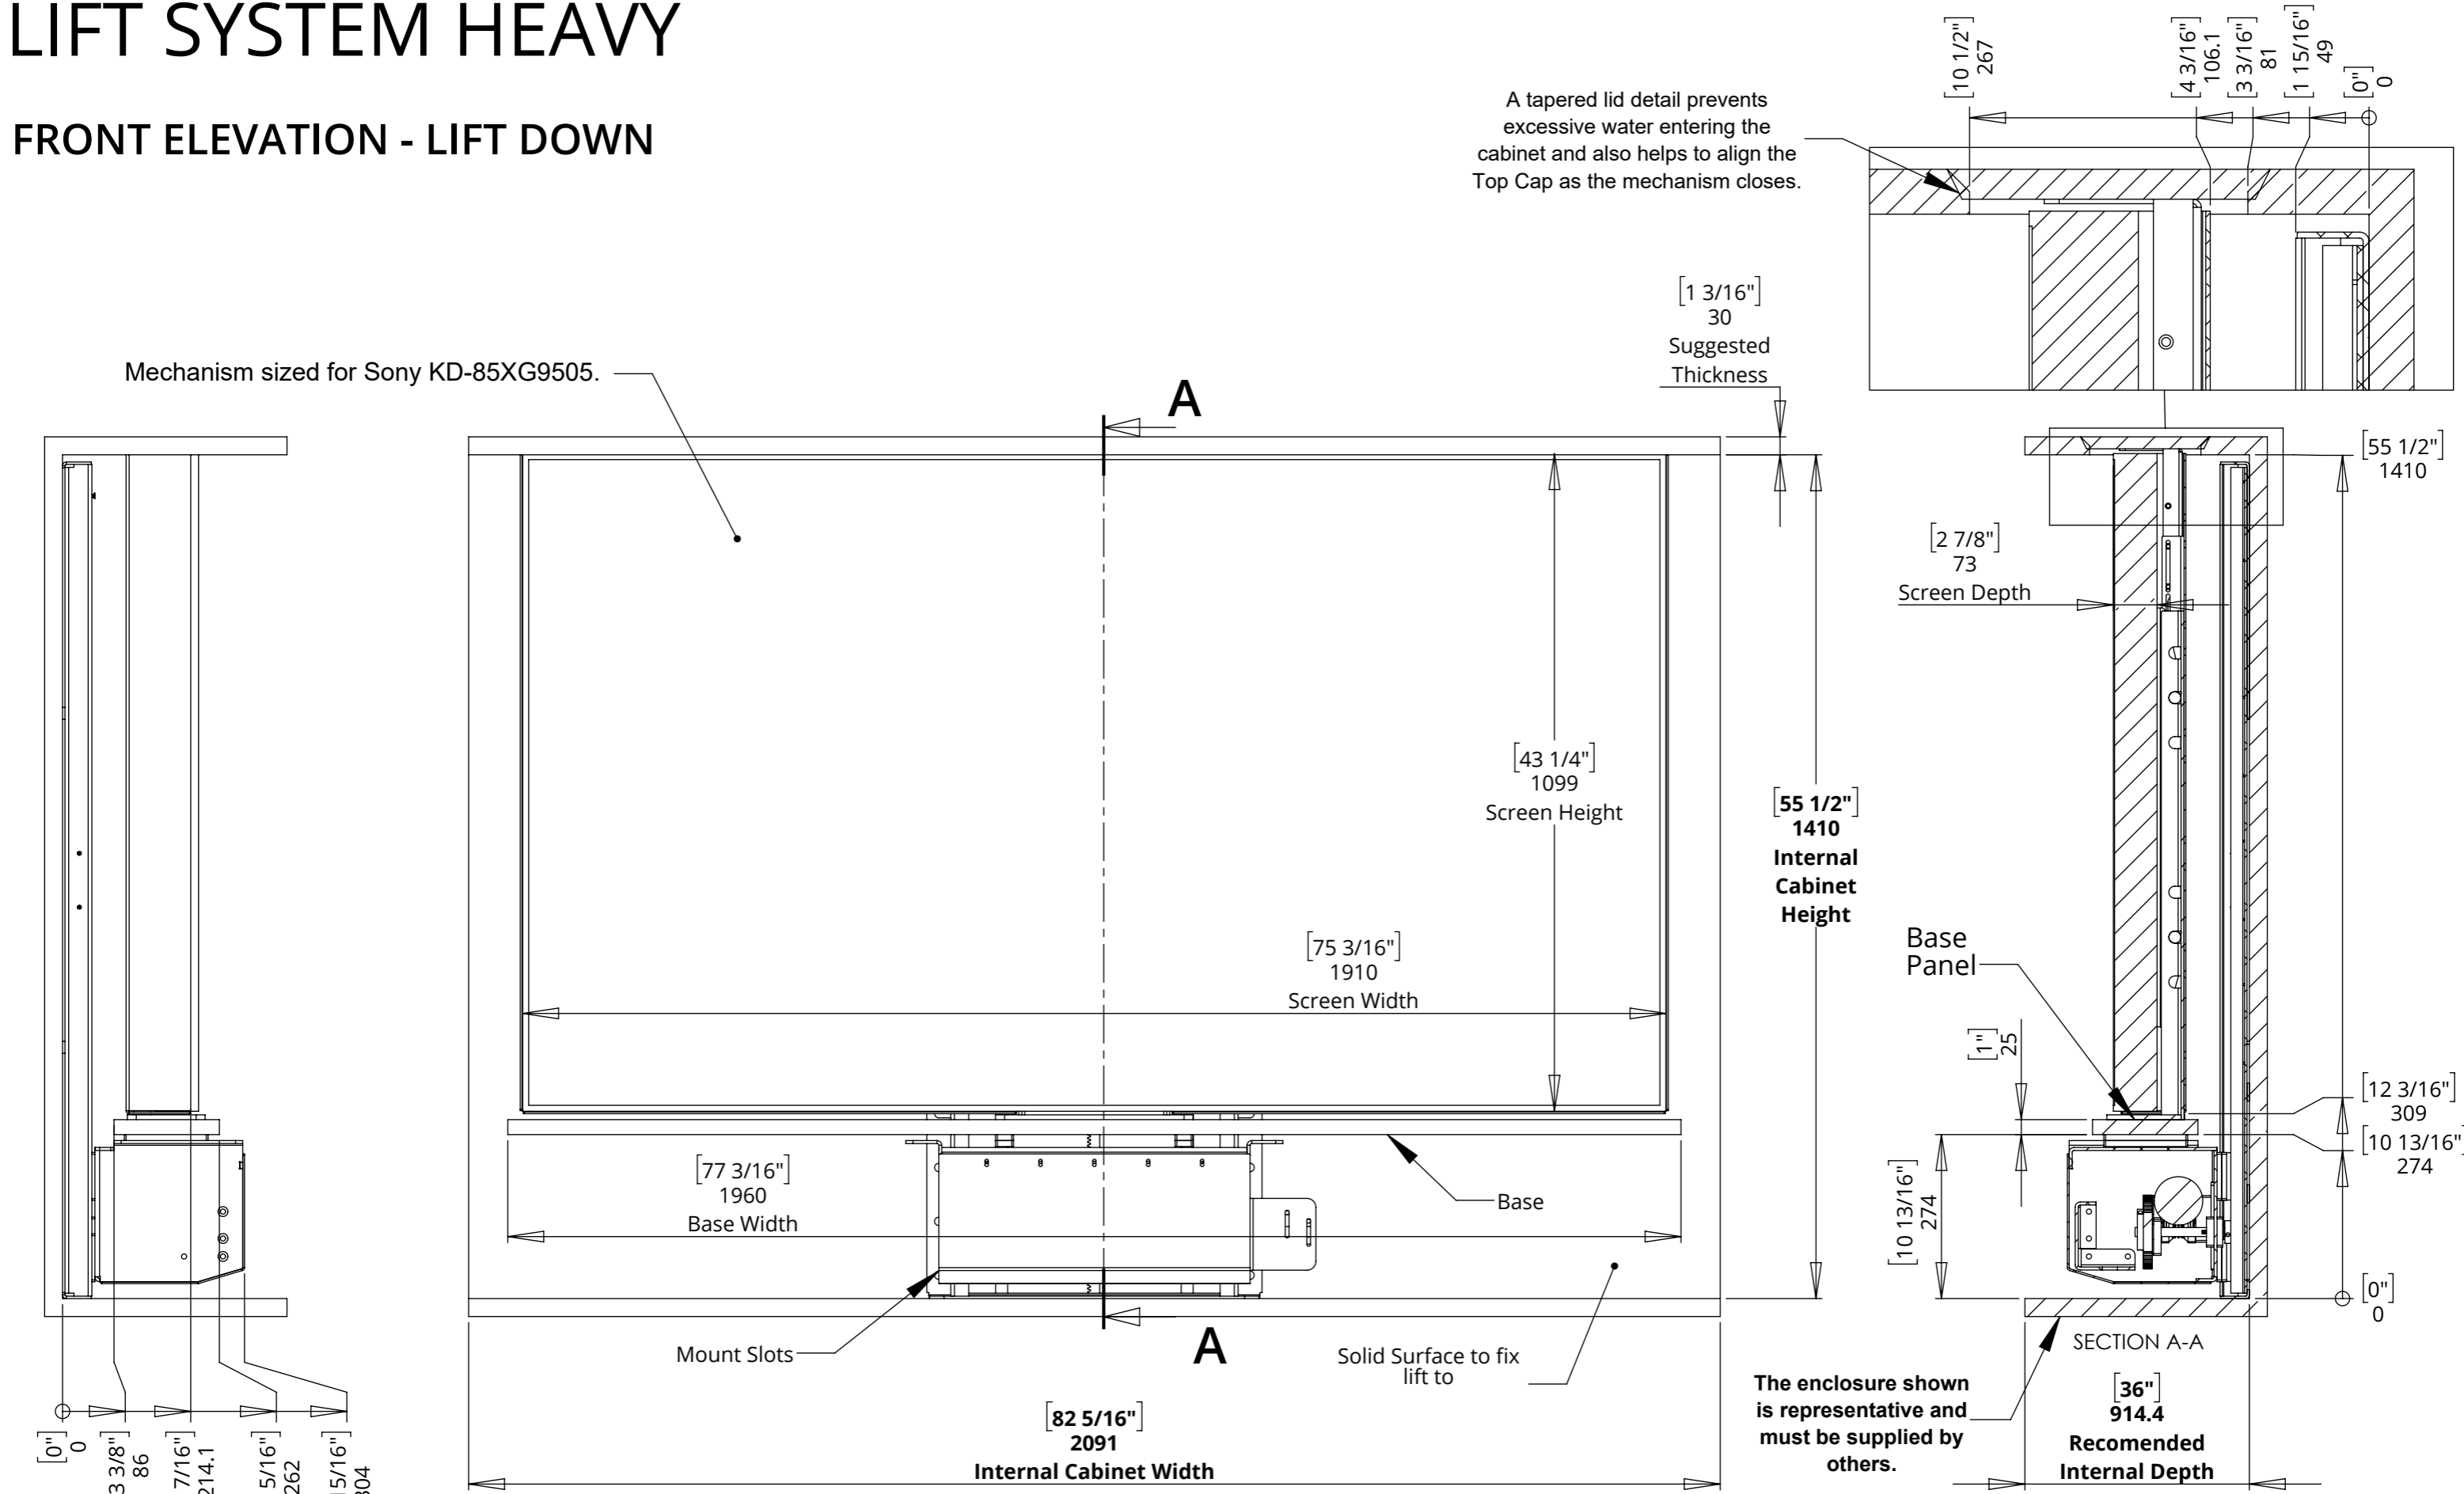 LIFT SYSTEM HEAVY
FRONT ELEVATION - LIFT DOWN
A tapered lid detail prevents
excessive water entering the
cabinet and also helps to align the
Top Cap as the mechanism closes.
[10 1/2"]
267
[4 3/16"]
106.1
[3 3/16"]
81
[1 15/16"]
49
[0"]
0
[1 3/16"]
30
Suggested
Thickness
Mechanism sized for Sony KD-85XG9505.
A
[55 1/2"]
1410
[2 7/8"]
73
Screen Depth
[43 1/4"]
1099
Screen Height
[55 1/2"]
1410
Internal
Cabinet
Height
[75 3/16"]
1910
Screen Width
Base
Panel
[1"]
25
[12 3/16"]
309
[10 13/16"]
274
[10 13/16"]
274
[77 3/16"]
1960
Base Width
Base
[0"]
0
A
Mount Slots
Solid Surface to fix
lift to
SECTION A-A
The enclosure shown
is representative and
must be supplied by
others.
[36"]
914.4
Recomended
Internal Depth
[82 5/16"]
2091
Internal Cabinet Width
[0"]
0
3 3/8"]
86
7/16"]
214.1
5/16"]
262
15/16"]
304